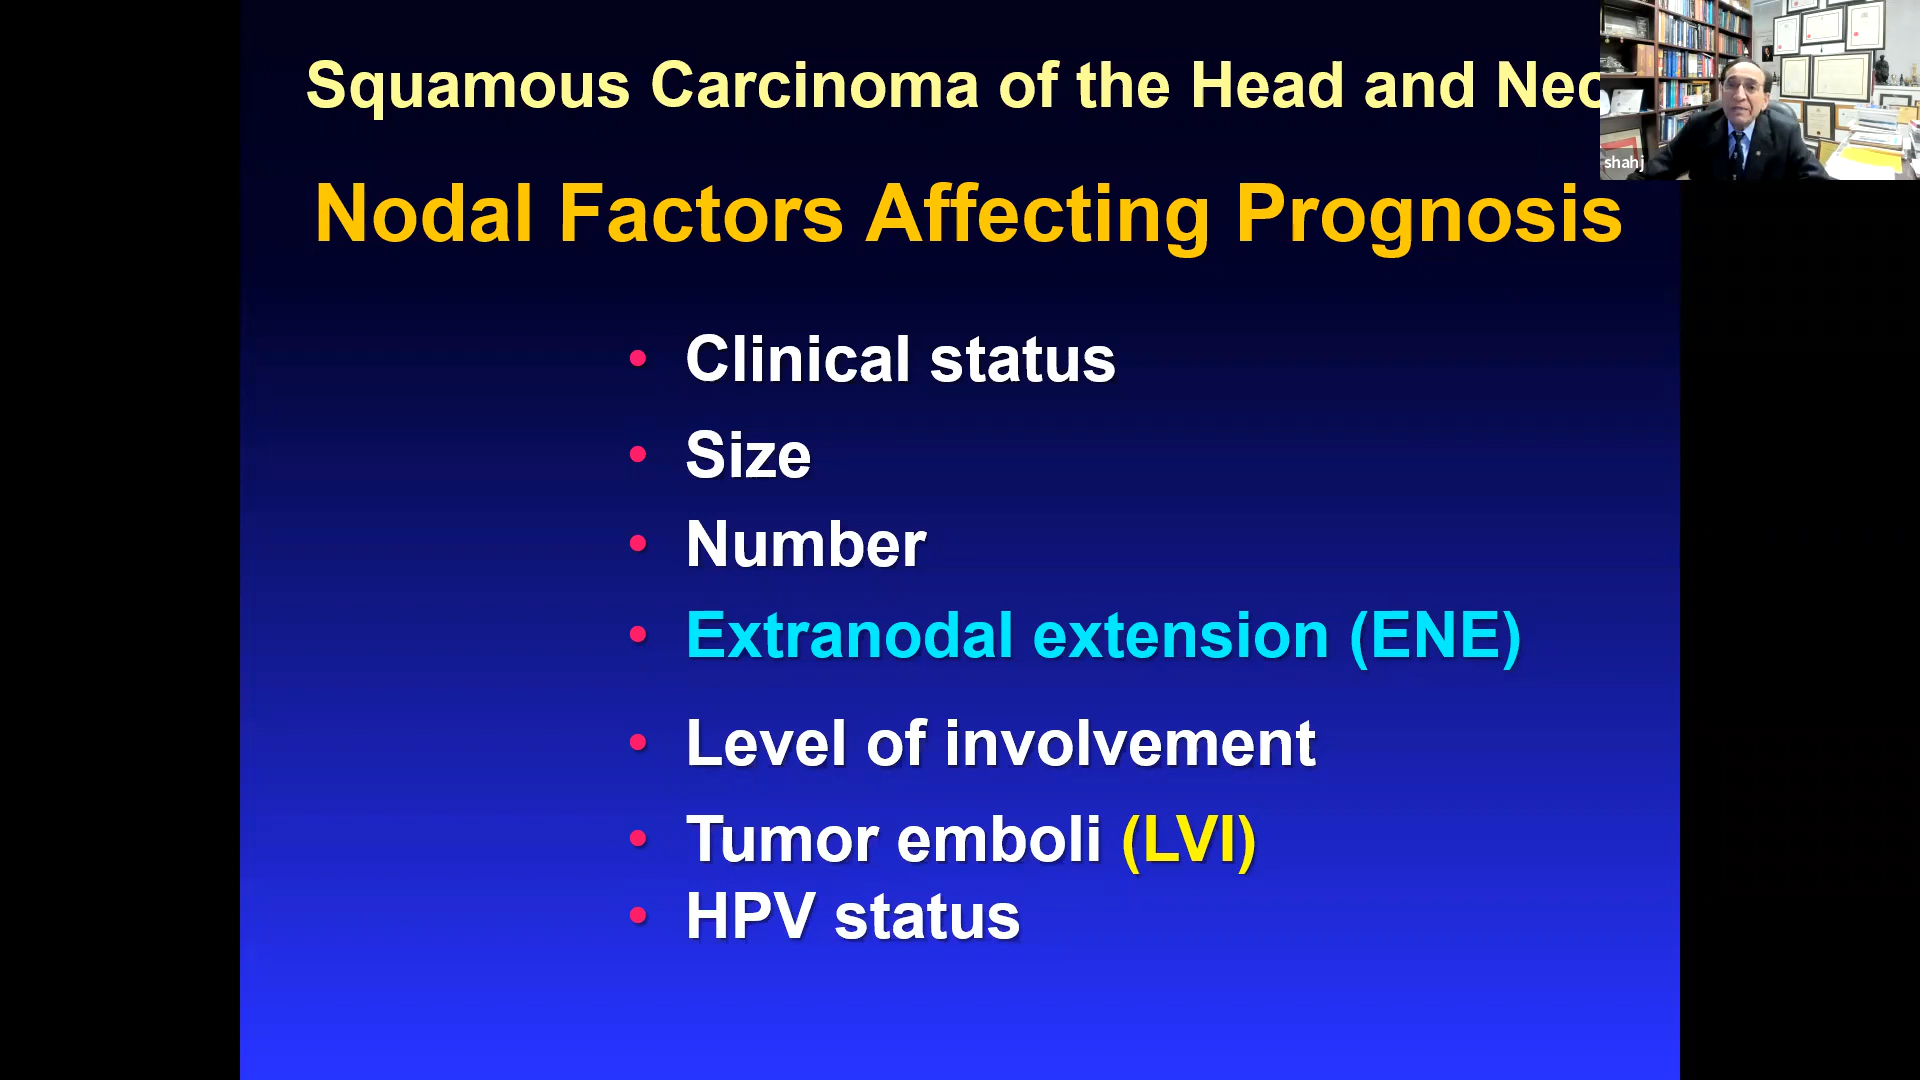 Squamous Carcinoma of the Head and Nec
shahj
Nodal Factors Affecting Prognosis
• Clinical status
• Size
• Number
• Extranodal extension (ENE)
• Level of involvement
• Tumor emboli (LVI)
• HPV status